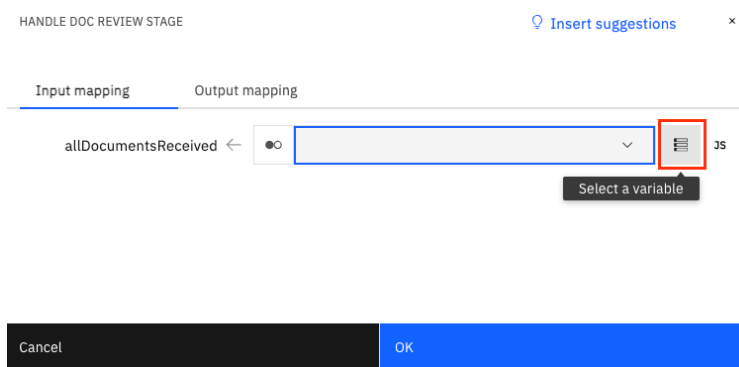 HANDLE DOC REVIEW STAGE
Insert suggestions
×
Input mapping
Output mapping
allDocumentsReceived ←
JS
Select a variable
Cancel
OK